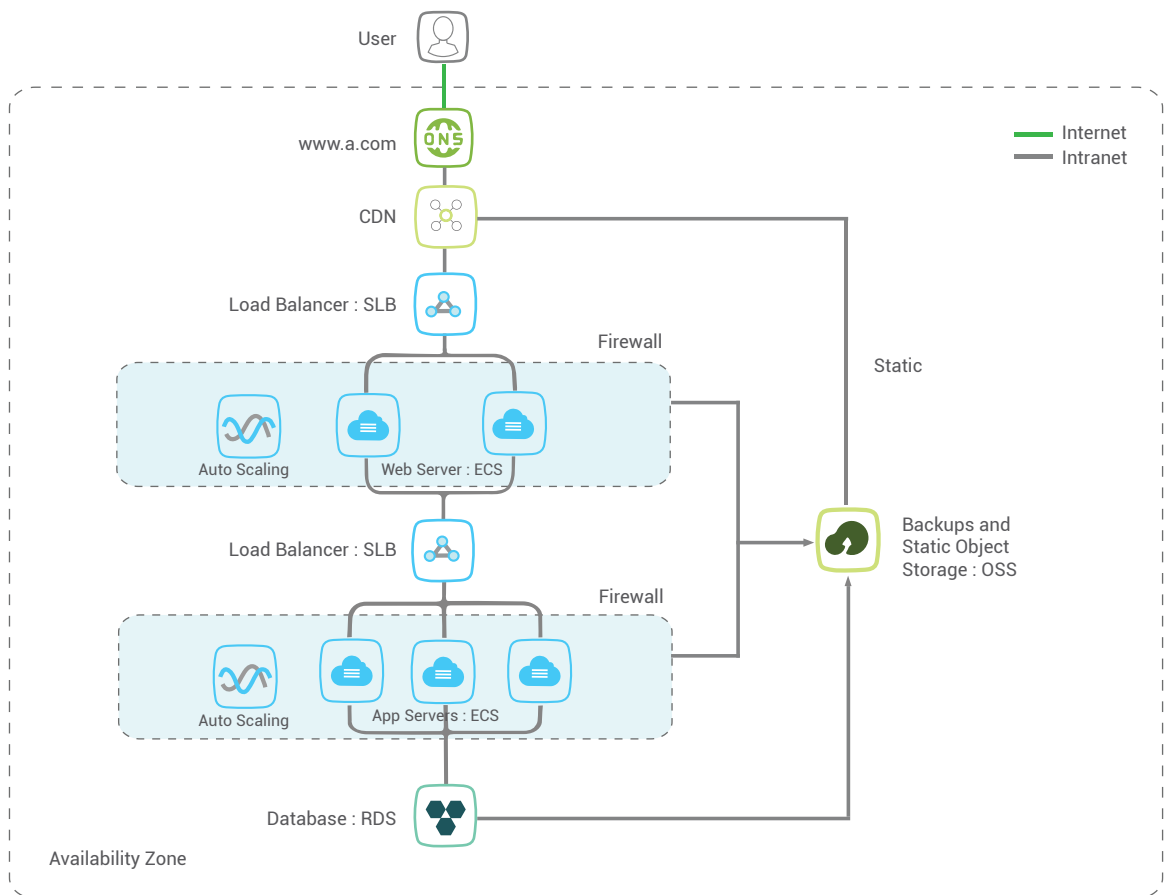 User
www.a.com
ONS
Internet
Intranet
CDN
Load Balancer : SLB
Firewall
Static
Auto Scaling
Web Server : ECS
Load Balancer : SLB
Backups and
Static Object
Storage : OSS
Firewall
Auto Scaling
App Servers : ECS
Database : RDS
Availability Zone